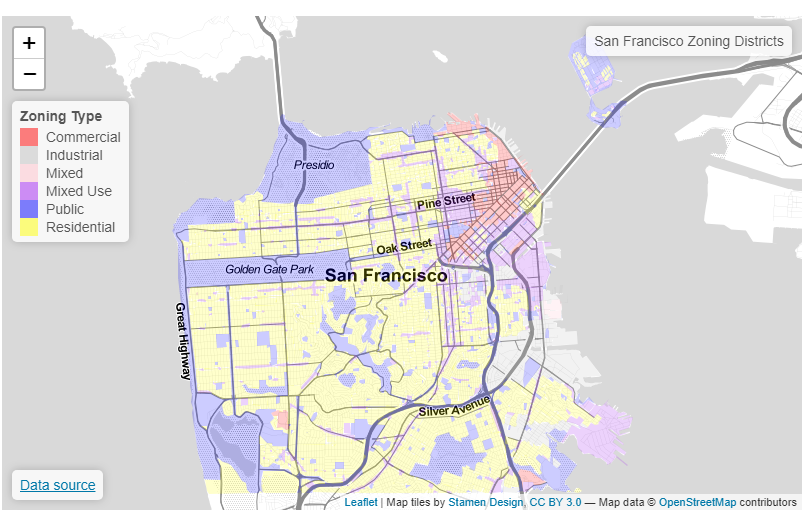 +
San Francisco Zoning Districts
−
Zoning Type
Commercial
Industrial
Mixed
Mixed Use
Public
Residential
Presidio
Pine Street
Oak Street
Golden Gate Park
San Francisco
Great Highway
Silver Avenue
Data source
Leaflet | Map tiles by Stamen Design, CC BY 3.0 — Map data © OpenStreetMap contributors